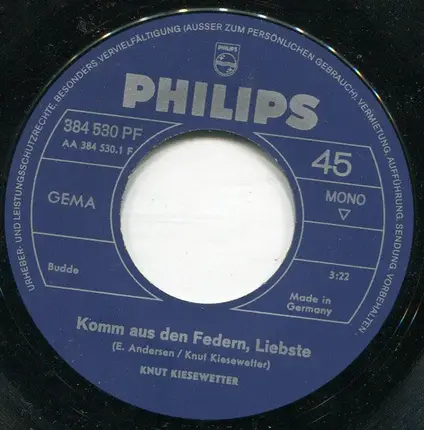 URHEBER- UND LEISTUNGSSCHUTZRECHTE, BESONDERS VERVIELFÄLTIGUNG (AUSSER ZUM PERSÖNLICHEN GEBRAUCH), VERMIETUNG, AUFFÜHRUNG, SENDUNG, VORBEHALTEN.
PHILIPS
PHILIPS
384 530 PF
AA 384 530.1 F
45
GEMA
MONO
Budde
3:22
Made in
Germany
Komm aus den Federn, Liebste
(E. Andersen / Knut Kiesewetter)
KNUT KIESEWETTER